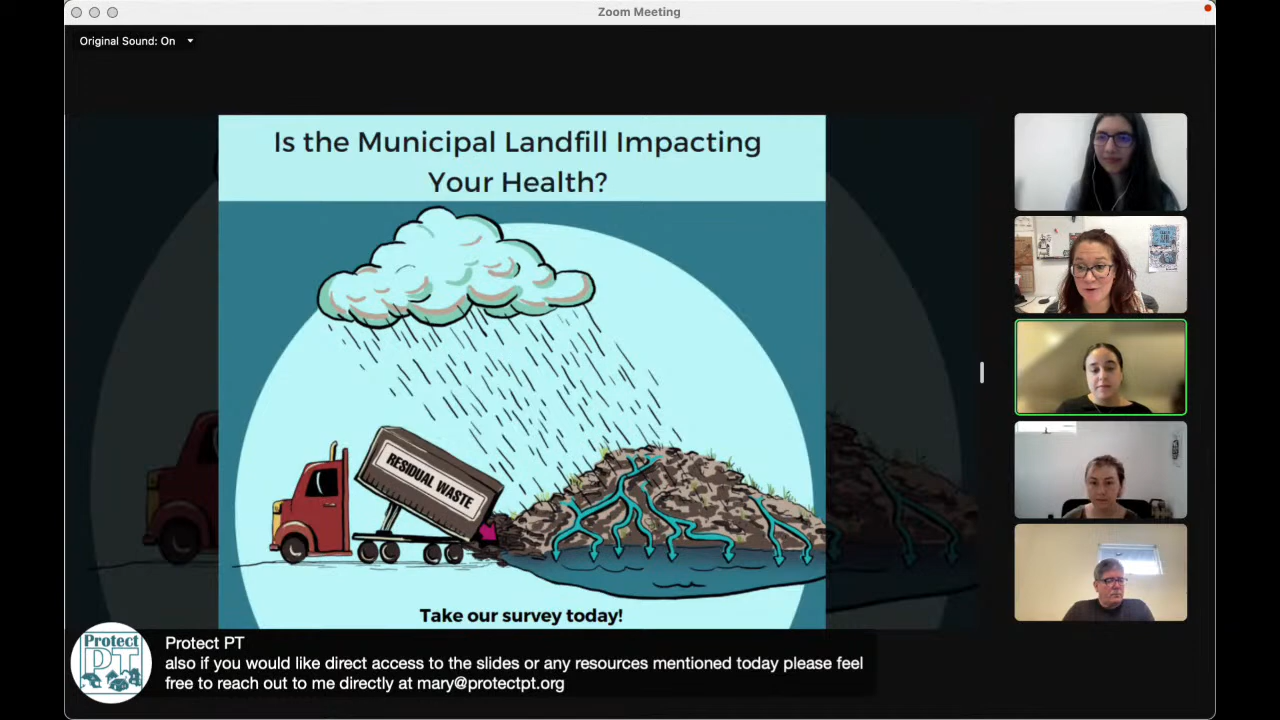 Zoom Meeting
Original Sound: On
Is the Municipal Landfill Impacting
Your Health?
RESIDUAL WASTE
Take our survey today!
Protect
PT
Protect PT
also if you would like direct access to the slides or any resources mentioned today please feel
free to reach out to me directly at mary@protectpt.org